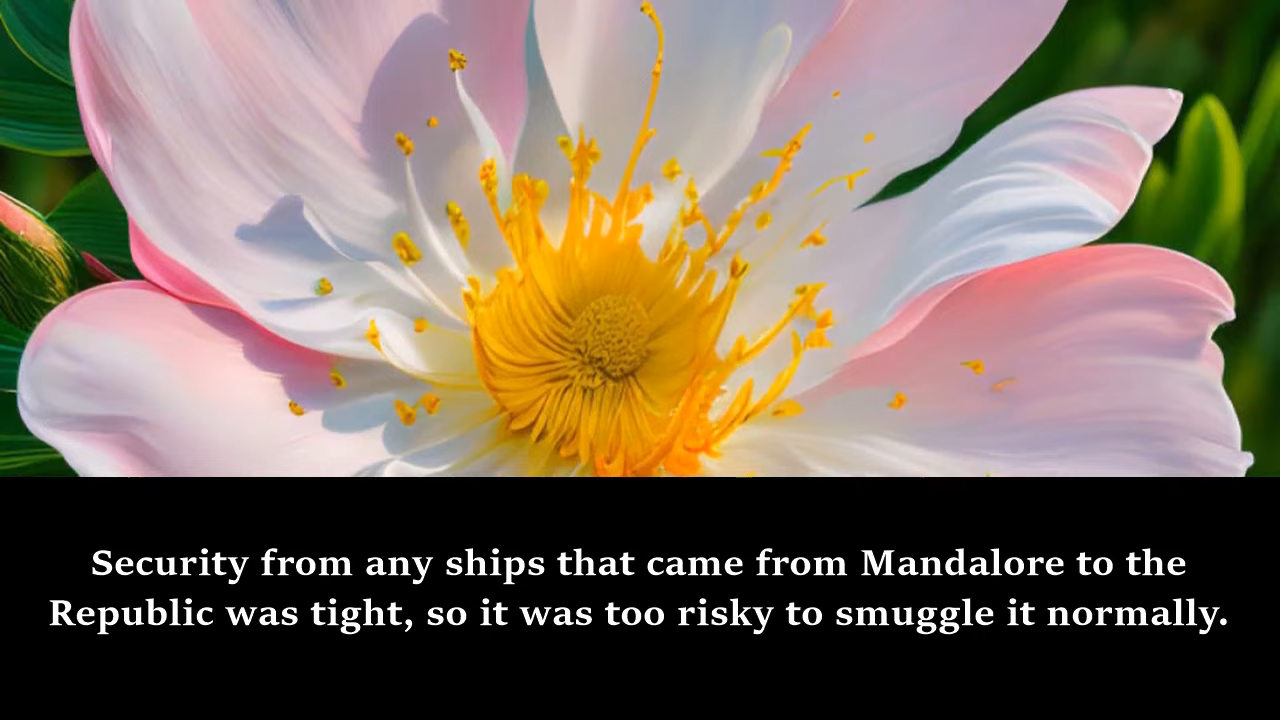 Security from any ships that came from Mandalore to the
Republic was tight, so it was too risky to smuggle it normally.